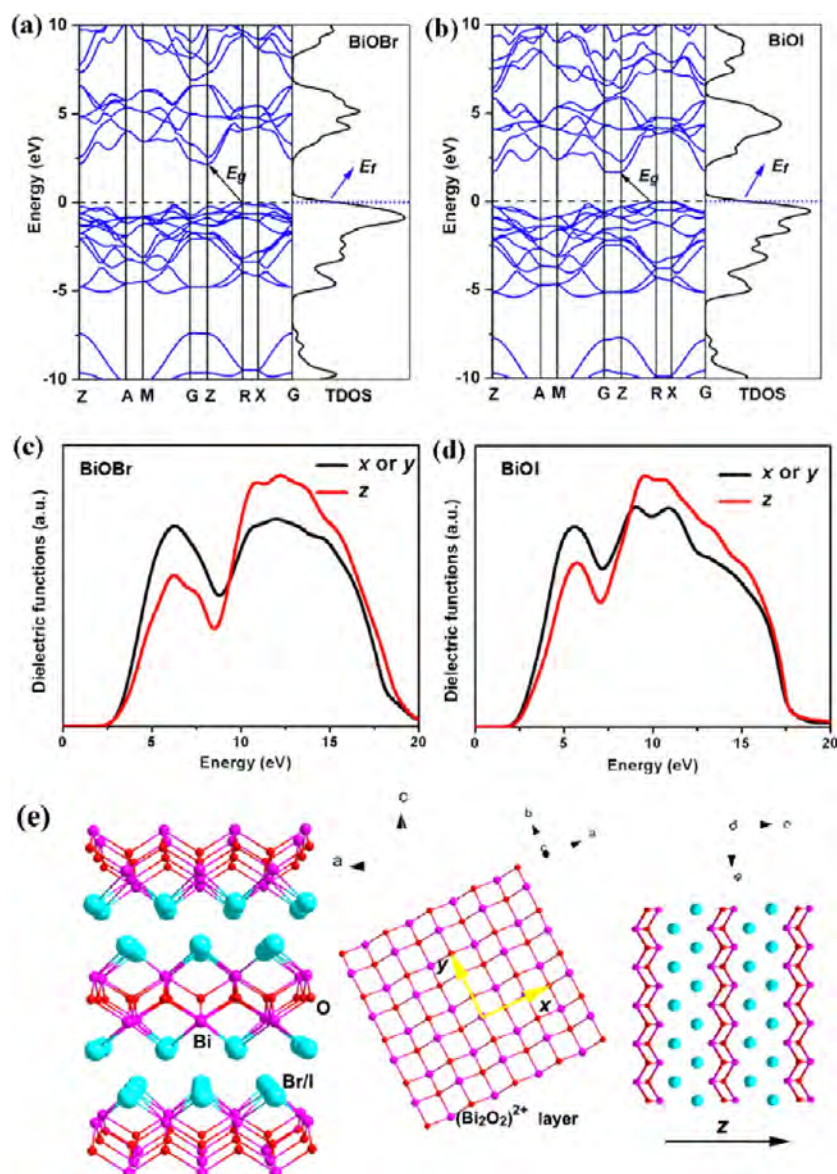 (a)
BiOBr
10
5
0
-5
-10
Energy (eV)
Eg
Ef
Z A M G Z R X G TDOS
(b)
BiOI
10
5
0
-5
-10
Energy (eV)
Eg
Ef
Z A M G Z R X G TDOS
(c)
BiOBr
x or y
z
Dielectric functions (a.u.)
0 5 10 15 20
Energy (eV)
(d)
BiOI
x or y
z
Dielectric functions (a.u.)
0 5 10 15 20
Energy (eV)
(e)
c
a
O
Bi
Br/I
b
a
c
y
x
(Bi₂O₂)²⁺ layer
z